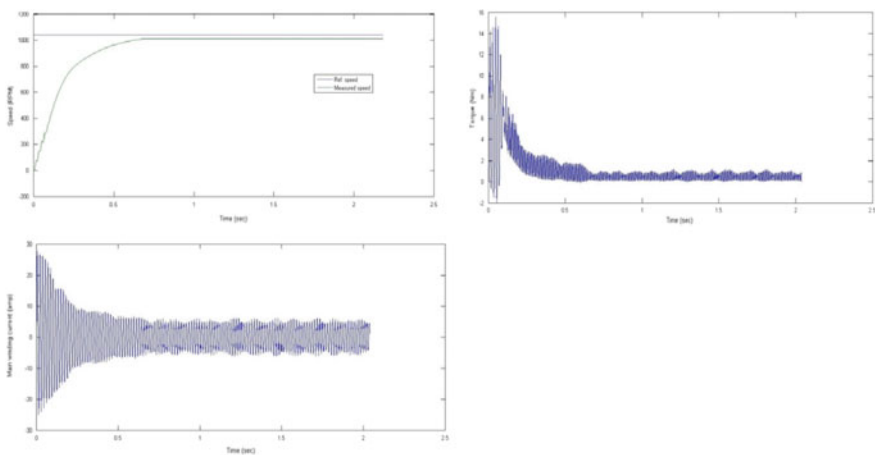 1200
1000
800
600
400
200
0
-200
Speed (RPM)
0 0.5 1 1.5 2 2.5
Time (sec)
Ref. speed
Measured speed
16
14
12
10
8
6
4
2
0
-2
Torque (Nm)
0 0.5 1 1.5 2 2.5
Time (sec)
30
20
10
0
-10
-20
-30
Main winding current (amp)
0 0.5 1 1.5 2 2.5
Time (sec)